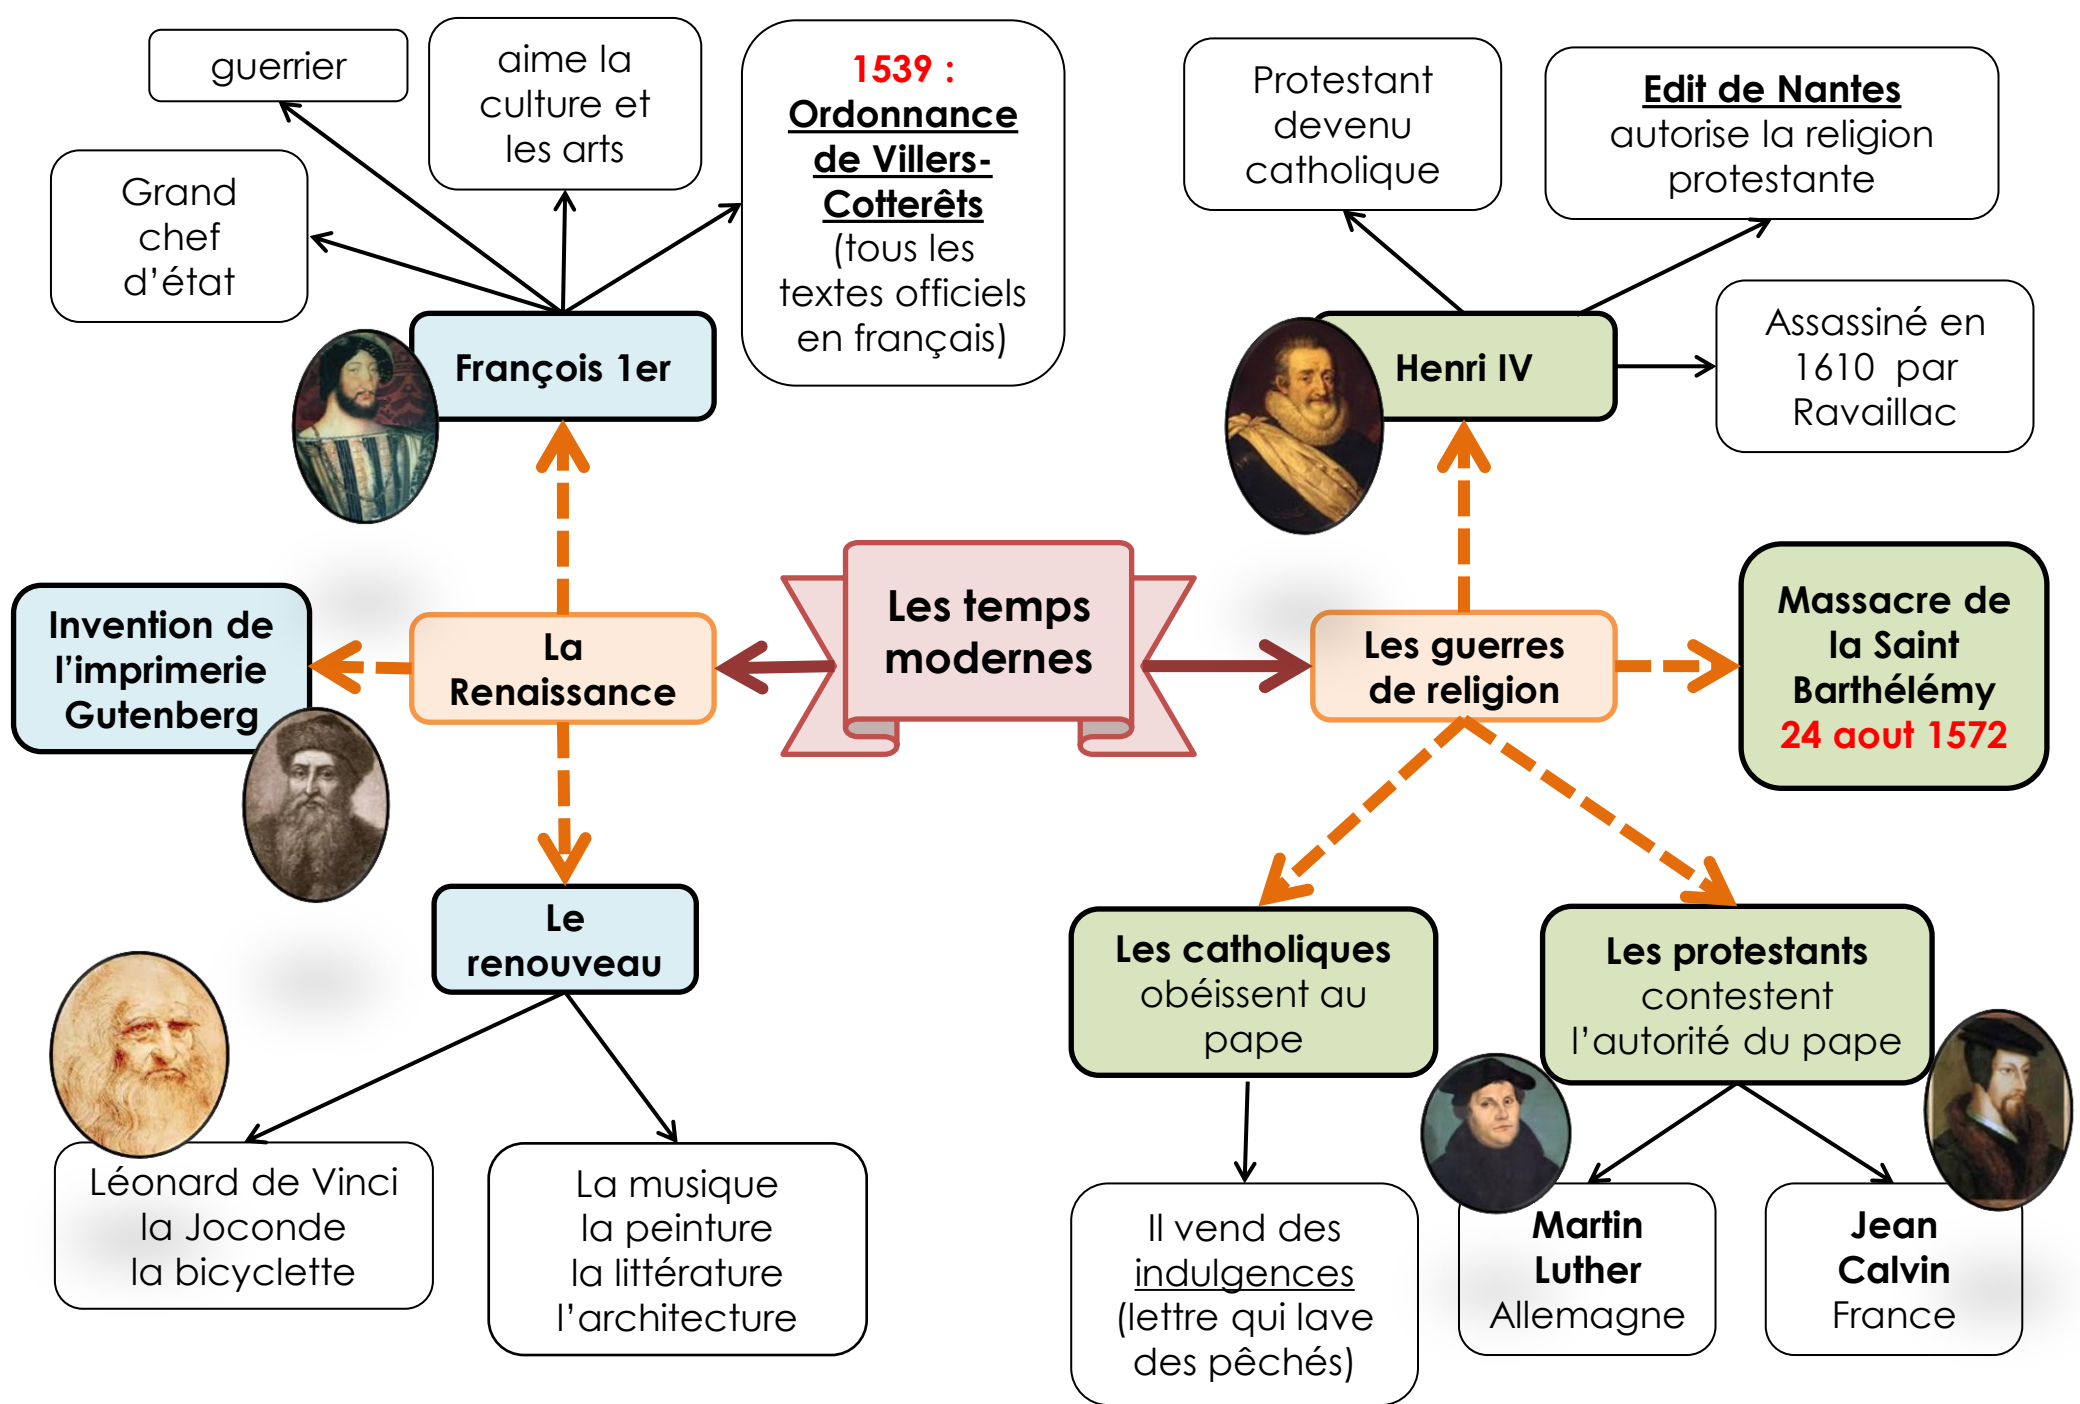 guerrier
aime la
culture et
les arts
1539 :
Ordonnance
de Villers-
Cotterêts
(tous les
textes officiels
en français)
Grand
chef
d'état
François 1er
Protestant
devenu
catholique
Edit de Nantes
autorise la religion
protestante
Assassiné en
1610 par
Ravaillac
Henri IV
Invention de
l'imprimerie
Gutenberg
La
Renaissance
Les temps
modernes
Les guerres
de religion
Massacre de
la Saint
Barthélémy
24 aout 1572
Le
renouveau
Léonard de Vinci
la Joconde
la bicyclette
La musique
la peinture
la littérature
l'architecture
Les catholiques
obéissent au
pape
Les protestants
contestent
l'autorité du pape
Il vend des
indulgences
(lettre qui lave
des pêchés)
Martin
Luther
Allemagne
Jean
Calvin
France